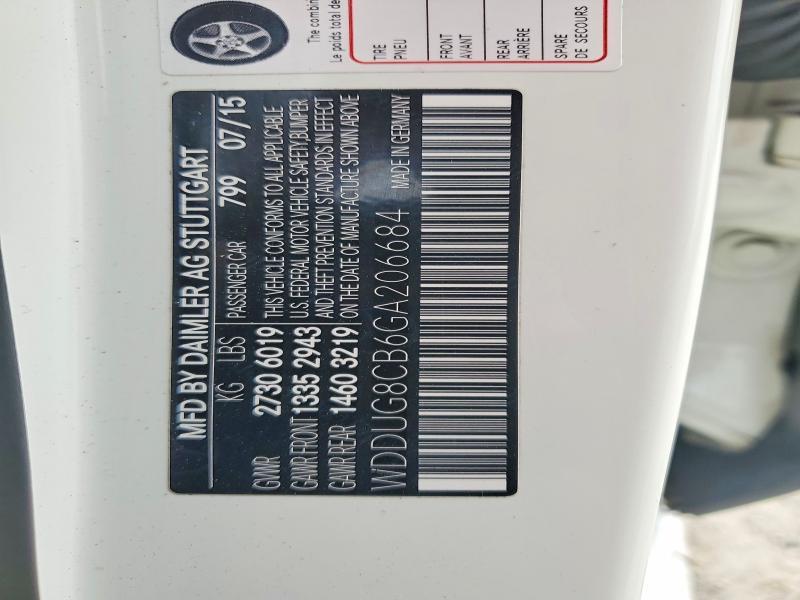 The combin
Le poids total de
TIRE
PNEU
FRONT
AVANT
REAR
ARRIÈRE
SPARE
DE SECOURS
MFD BY DAIMLER AG STUTTGART
KG LBS PASSENGER CAR 799 07/15
GVWR 2730 6019 THIS VEHICLE CONFORMS TO ALL APPLICABLE
GAWR FRONT 1335 2943 U.S. FEDERAL MOTOR VEHICLE SAFETY BUMPER
AND THEFT PREVENTION STANDARDS IN EFFECT
GAWR REAR 1460 3219 ON THE DATE OF MANUFACTURE SHOWN ABOVE
WDDUG8CB6GA206684 MADE IN GERMANY